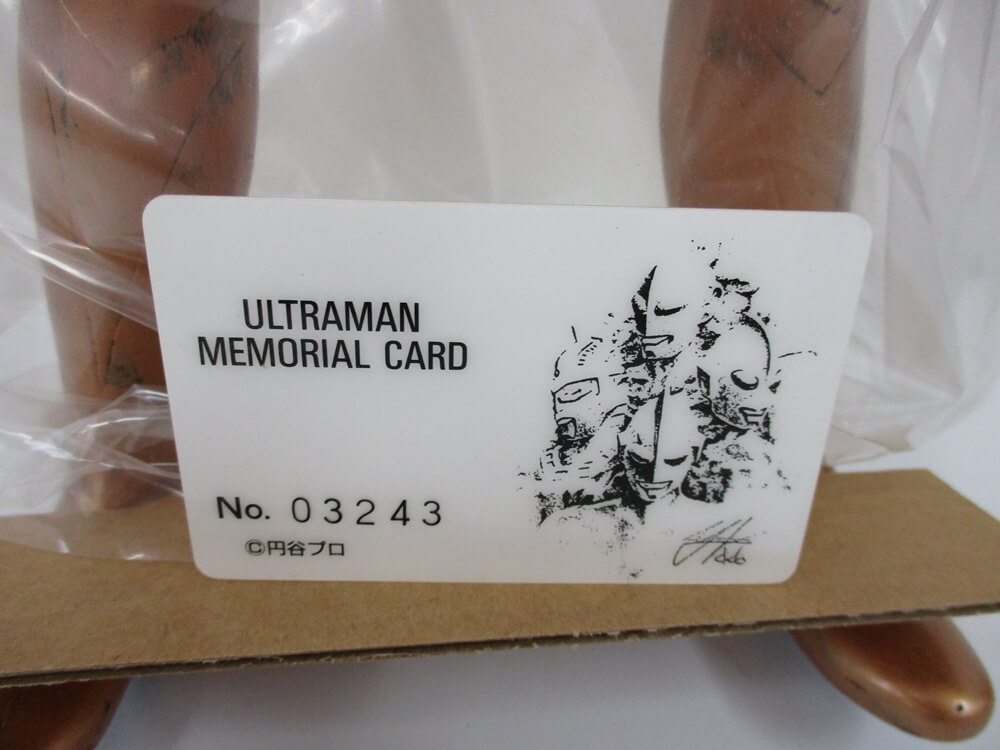 ULTRAMAN
MEMORIAL CARD
No. 03243
©円谷プロ